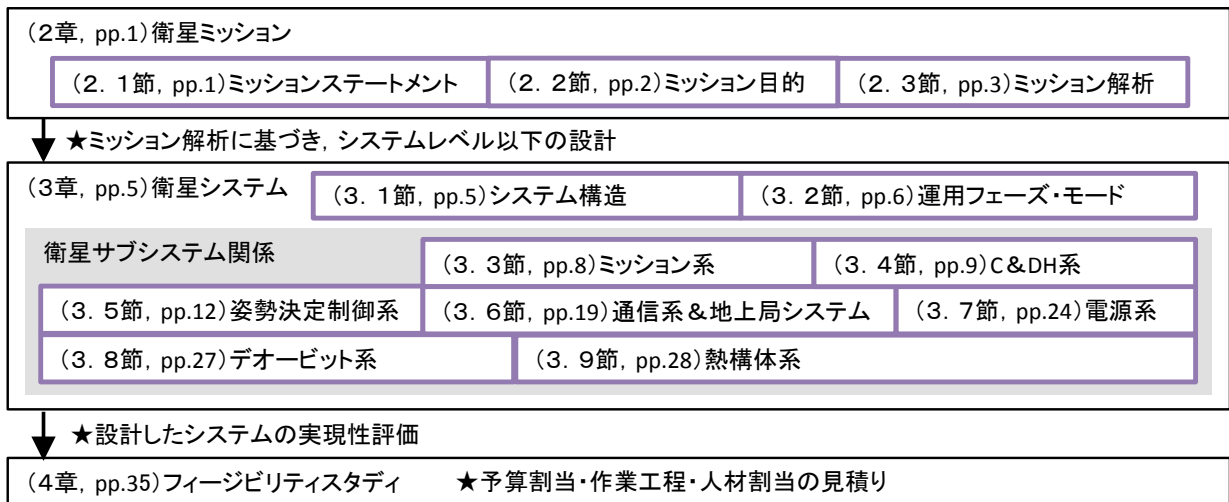 （２章，pp.1）衛星ミッション
（２．１節，pp.1）ミッションステートメント
（２．２節，pp.2）ミッション目的
（２．３節，pp.3）ミッション解析
★ミッション解析に基づき，システムレベル以下の設計
（３章，pp.5）衛星システム
（３．１節，pp.5）システム構造
（３．２節，pp.6）運用フェーズ・モード
衛星サブシステム関係
（３．３節，pp.8）ミッション系
（３．４節，pp.9）C＆DH系
（３．５節，pp.12）姿勢決定制御系
（３．６節，pp.19）通信系＆地上局システム
（３．７節，pp.24）電源系
（３．８節，pp.27）デオービット系
（３．９節，pp.28）熱構体系
★設計したシステムの実現性評価
（４章，pp.35）フィージビリティスタディ
★予算割当・作業工程・人材割当の見積り